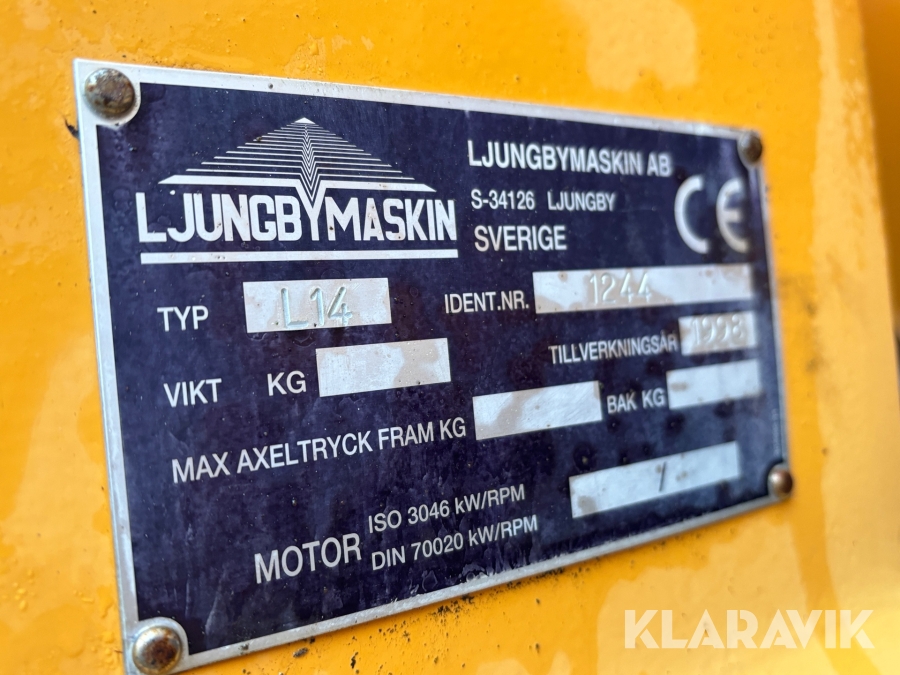 LJUNGBYMASKIN
LJUNGBYMASKIN AB
S-34126 LJUNGBY
SVERIGE
CE
TYP L14
IDENT.NR. 1244
VIKT KG
TILLVERKNINGSÅR 1998
MAX AXELTRYCK FRAM KG
BAK KG
MOTOR ISO 3046 kW/RPM
DIN 70020 kW/RPM
/
KLARAVIK